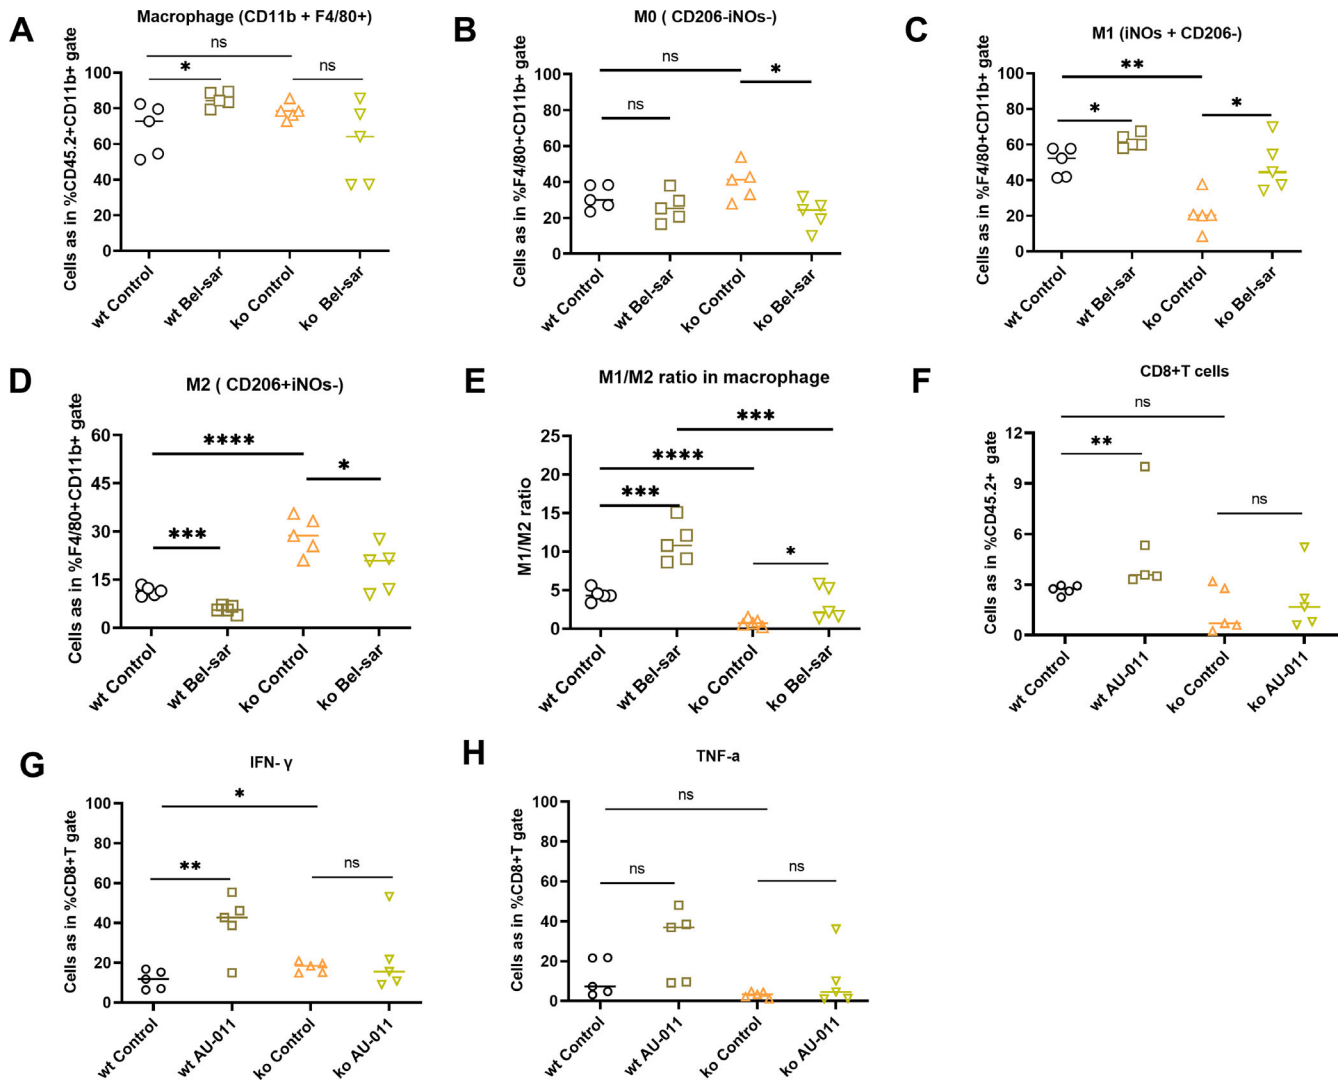 A
Macrophage (CD11b + F4/80+)
Cells as in %CD45.2+CD11b+ gate
ns
*
ns
100
80
60
40
20
0
wt Control
wt Bel-sar
ko Control
ko Bel-sar
B
M0 ( CD206-iNOs-)
Cells as in %F4/80+CD11b+ gate
ns
*
ns
100
80
60
40
20
0
wt Control
wt Bel-sar
ko Control
ko Bel-sar
C
M1 (iNOs + CD206-)
Cells as in %F4/80+CD11b+ gate
**
*
*
100
80
60
40
20
0
wt Control
wt Bel-sar
ko Control
ko Bel-sar
D
M2 ( CD206+iNOs-)
Cells as in %F4/80+CD11b+ gate
****
*
***
60
45
30
15
0
wt Control
wt Bel-sar
ko Control
ko Bel-sar
E
M1/M2 ratio in macrophage
M1/M2 ratio
***
****
***
*
25
20
15
10
5
0
wt Control
wt Bel-sar
ko Control
ko Bel-sar
F
CD8+T cells
Cells as in %CD45.2+ gate
ns
**
ns
12
9
6
3
0
wt Control
wt AU-011
ko Control
ko AU-011
G
IFN- γ
Cells as in %CD8+T gate
*
**
ns
100
80
60
40
20
0
wt Control
wt AU-011
ko Control
ko AU-011
H
TNF-a
Cells as in %CD8+T gate
ns
ns
ns
100
80
60
40
20
0
wt Control
wt AU-011
ko Control
ko AU-011